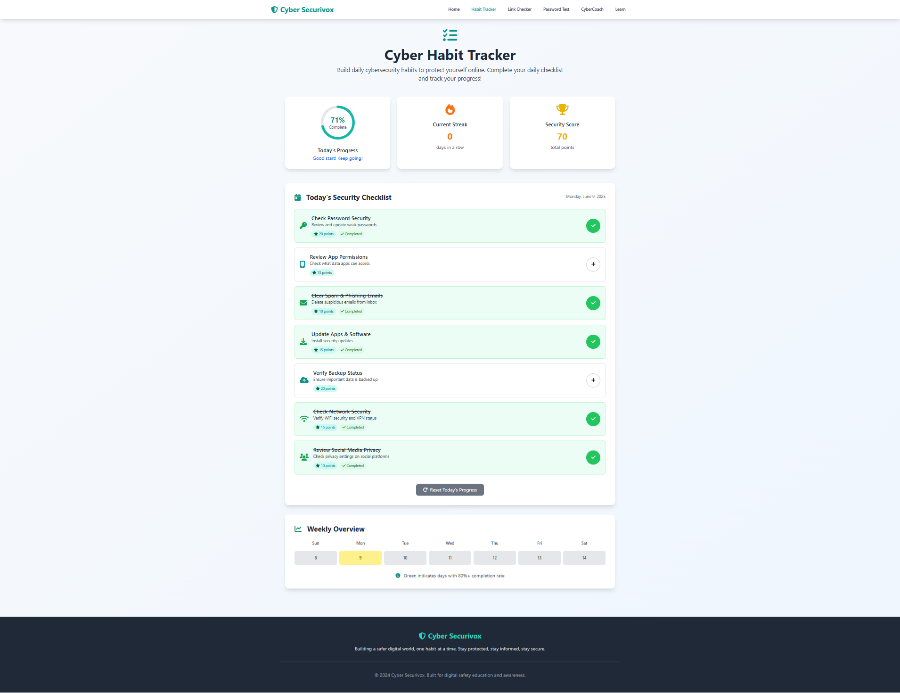 Cyber Securivox
Home
Habit Tracker
Link Checker
Password Test
CyberCoach
Learn
Cyber Habit Tracker
Build daily cybersecurity habits to protect yourself online. Complete your daily checklist
and track your progress!
71%
Complete
Today's Progress
Good start! Keep going!
Current Streak
0
days in a row
Security Score
70
total points
Today's Security Checklist
Monday, June 9,
Check Password Security
Review and update weak passwords
points
Completed
Review App Permissions
Check what data apps can access
points
Clear Spam & Phishing Emails
Delete suspicious emails from inbox
points
Completed
Update Apps & Software
Install security updates
points
Completed
Verify Backup Status
Ensure important data is backed up
20 points
Check Network Security
Verify WiFi security and VPN status
15 points
Completed
Review Social Media Privacy
Check privacy settings on social platforms
points
Completed
Reset Today's Progress
Weekly Overview
Sun
Mon
Tue
Wed
Thu
Fri
Sat
8
9
10
11
12
13
14
Green indicates days with 80%+ completion rate
Cyber Securivox
Building a safer digital world, one habit at a time. Stay protected, stay informed, stay secure.
© 2024 Cyber Securivox. Built for digital safety education and awareness.